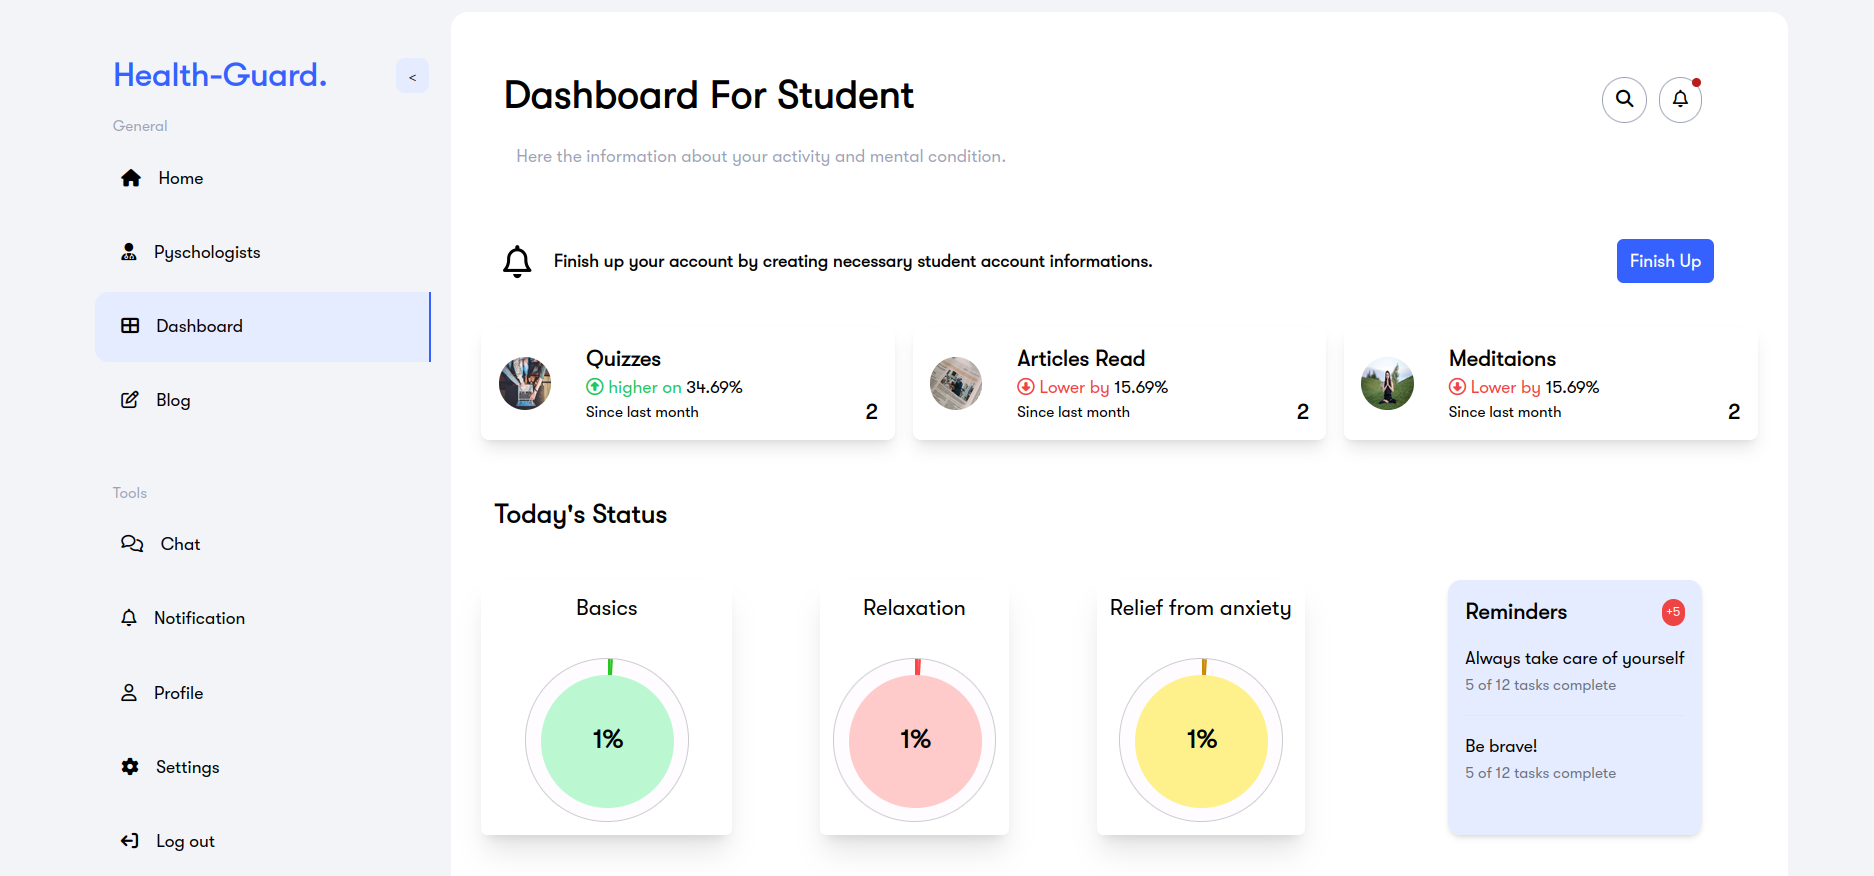 Health-Guard.
<
General
Home
Pyschologists
Dashboard
Blog
Tools
Chat
Notification
Profile
Settings
Log out
Dashboard For Student
Here the information about your activity and mental condition.
Finish up your account by creating necessary student account informations.
Finish Up
Quizzes
higher on 34.69%
Since last month
2
Articles Read
Lower by 15.69%
Since last month
2
Meditaions
Lower by 15.69%
Since last month
2
Today's Status
Basics
1%
Relaxation
1%
Relief from anxiety
1%
Reminders
+5
Always take care of yourself
5 of 12 tasks complete
Be brave!
5 of 12 tasks complete